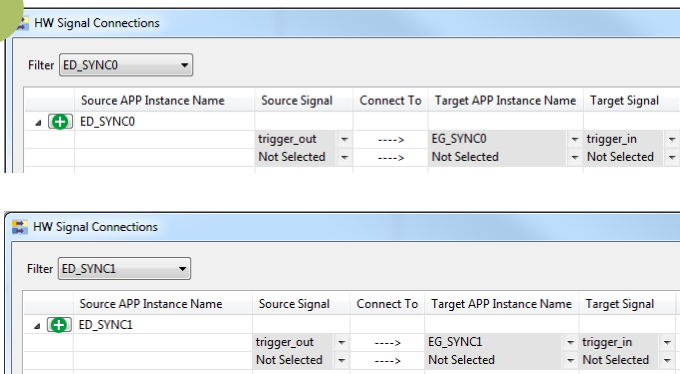 HW Signal Connections
Filter ED_SYNC0
Source APP Instance Name Source Signal Connect To Target APP Instance Name Target Signal
ED_SYNC0
trigger_out ----> EG_SYNC0 trigger_in
Not Selected ----> Not Selected Not Selected
HW Signal Connections
Filter ED_SYNC1
Source APP Instance Name Source Signal Connect To Target APP Instance Name Target Signal
ED_SYNC1
trigger_out ----> EG_SYNC1 trigger_in
Not Selected ----> Not Selected Not Selected